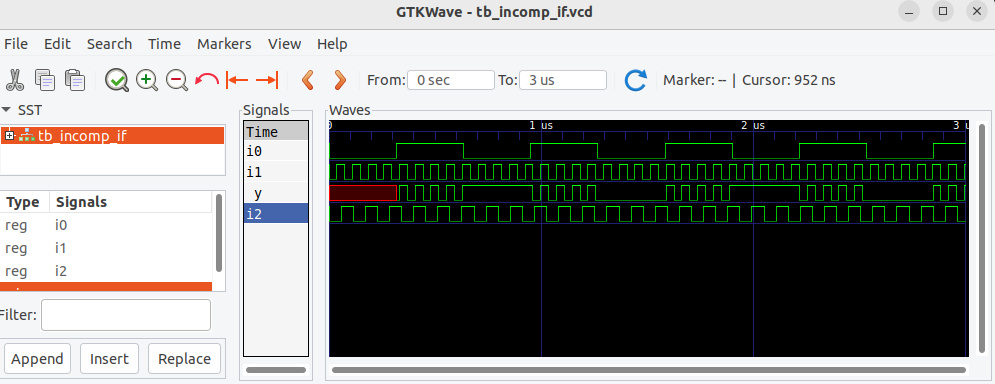 GTKWave - tb_incomp_if.vcd
File Edit Search Time Markers View Help
From: 0 sec To: 3 us Marker: -- | Cursor: 952 ns
SST
tb_incomp_if
Type Signals
reg i0
reg i1
reg i2
Filter:
Append Insert Replace
Signals
Time
i0
i1
y
i2
Waves
0 1 us 2 us 3 u